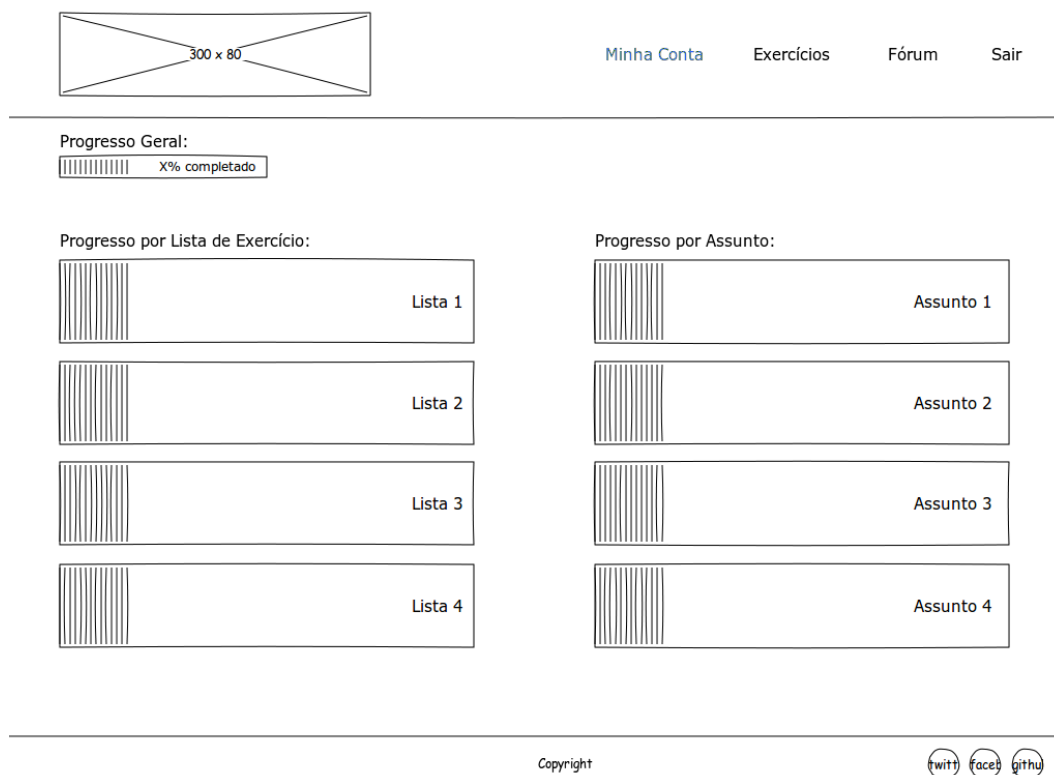 300 x 80
Minha Conta Exercícios Fórum Sair
Progresso Geral:
X% completado
Progresso por Lista de Exercício:
Lista 1
Lista 2
Lista 3
Lista 4
Progresso por Assunto:
Assunto 1
Assunto 2
Assunto 3
Assunto 4
Copyright
twitt faceb githu